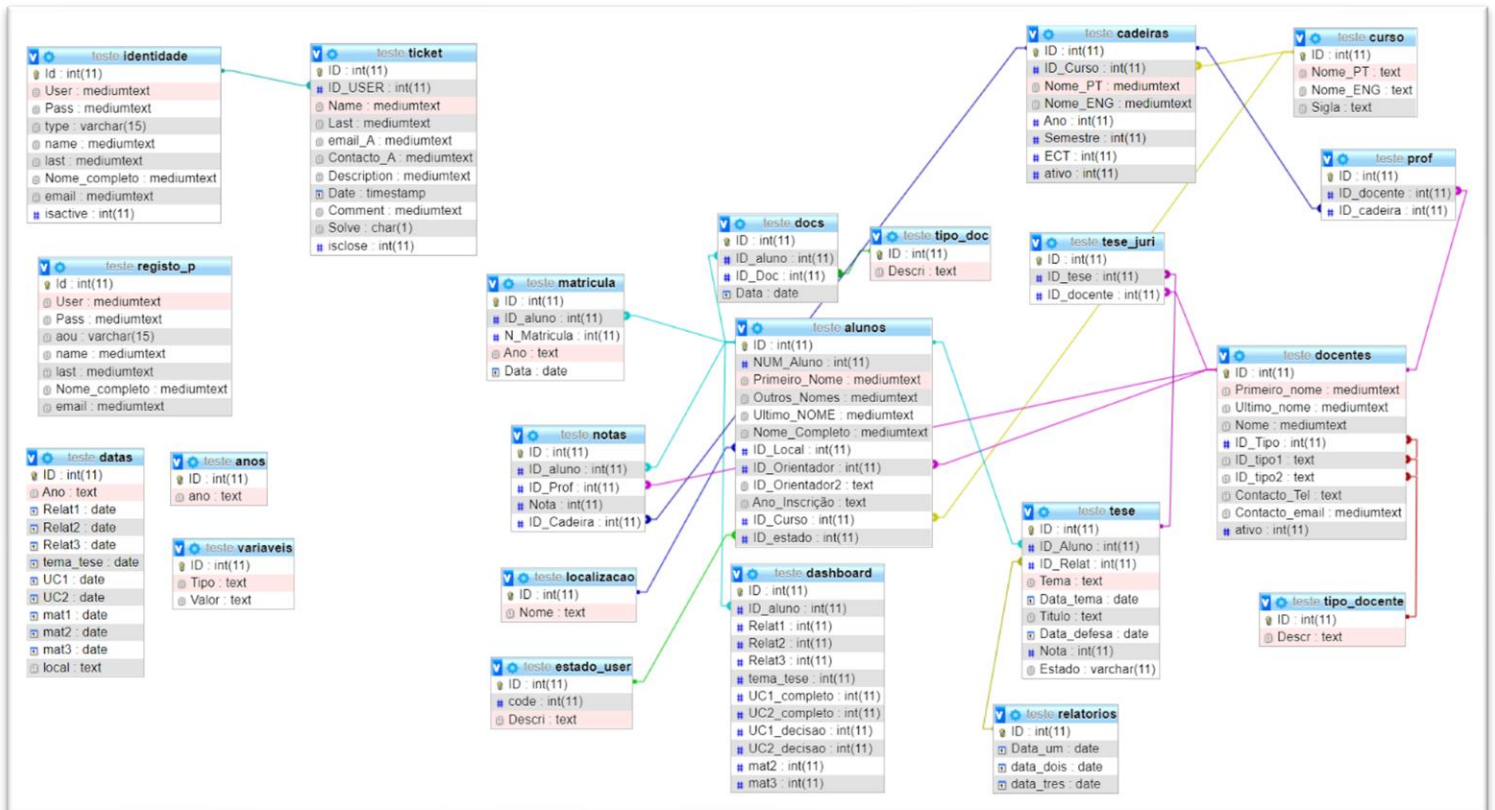 teste identidade
Id : int(11)
User : mediumtext
Pass : mediumtext
type : varchar(15)
name : mediumtext
last : mediumtext
Nome_completo : mediumtext
email : mediumtext
isactive : int(11)
teste ticket
ID : int(11)
ID_USER : int(11)
Name : mediumtext
Last : mediumtext
email_A : mediumtext
Contacto_A : mediumtext
Description : mediumtext
Date : timestamp
Comment : mediumtext
Solve : char(1)
isclose : int(11)
teste cadeiras
ID : int(11)
ID_Curso : int(11)
Nome_PT : mediumtext
Nome_ENG : mediumtext
Ano : int(11)
Semestre : int(11)
ECT : int(11)
ativo : int(11)
teste curso
ID : int(11)
Nome_PT : text
Nome_ENG : text
Sigla : text
teste prof
ID : int(11)
ID_docente : int(11)
ID_cadeira : int(11)
teste docs
ID : int(11)
ID_aluno : int(11)
ID_Doc : int(11)
Data : date
teste tipo_doc
ID : int(11)
Descri : text
teste tese_juri
ID : int(11)
ID_tese : int(11)
ID_docente : int(11)
teste registo_p
Id : int(11)
User : mediumtext
Pass : mediumtext
aou : varchar(15)
name : mediumtext
last : mediumtext
Nome_completo : mediumtext
email : mediumtext
teste matricula
ID : int(11)
ID_aluno : int(11)
N_Matricula : int(11)
Ano : text
Data : date
teste alunos
ID : int(11)
NUM_Aluno : int(11)
Primeiro_Nome : mediumtext
Outros_Nomes : mediumtext
Ultimo_NOME : mediumtext
Nome_Completo : mediumtext
ID_Local : int(11)
ID_Orientador : int(11)
ID_Orientador2 : text
Ano_Inscrição : text
ID_Curso : int(11)
ID_estado : int(11)
teste docentes
ID : int(11)
Primeiro_nome : mediumtext
Ultimo_nome : mediumtext
Nome : mediumtext
ID_Tipo : int(11)
ID_tipo1 : text
ID_tipo2 : text
Contacto_Tel : text
Contacto_email : mediumtext
ativo : int(11)
teste datas
ID : int(11)
Ano : text
Relat1 : date
Relat2 : date
Relat3 : date
tema_tese : date
UC1 : date
UC2 : date
mat1 : date
mat2 : date
mat3 : date
local : text
teste anos
ID : int(11)
ano : text
teste variaveis
ID : int(11)
Tipo : text
Valor : text
teste notas
ID : int(11)
ID_aluno : int(11)
ID_Prof : int(11)
Nota : int(11)
ID_Cadeira : int(11)
teste localizacao
ID : int(11)
Nome : text
teste estado_user
ID : int(11)
code : int(11)
Descri : text
teste dashboard
ID : int(11)
ID_aluno : int(11)
Relat1 : int(11)
Relat2 : int(11)
Relat3 : int(11)
tema_tese : int(11)
UC1_completo : int(11)
UC2_completo : int(11)
UC1_decisao : int(11)
UC2_decisao : int(11)
mat2 : int(11)
mat3 : int(11)
teste tese
ID : int(11)
ID_Aluno : int(11)
ID_Relat : int(11)
Tema : text
Data_tema : date
Titulo : text
Data_defesa : date
Nota : int(11)
Estado : varchar(11)
teste tipo_docente
ID : int(11)
Descr : text
teste relatorios
ID : int(11)
Data_um : date
data_dois : date
data_tres : date